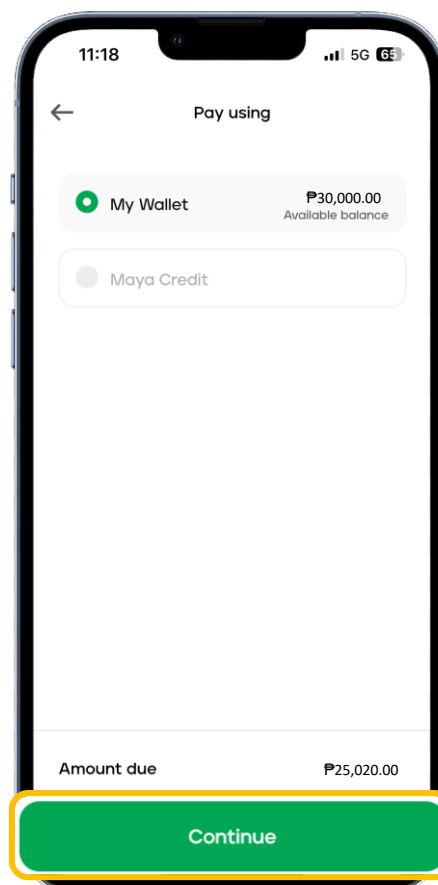 11:18 5G 65
Pay using
My Wallet ₱30,000.00
Available balance
Maya Credit
Amount due ₱25,020.00
Continue